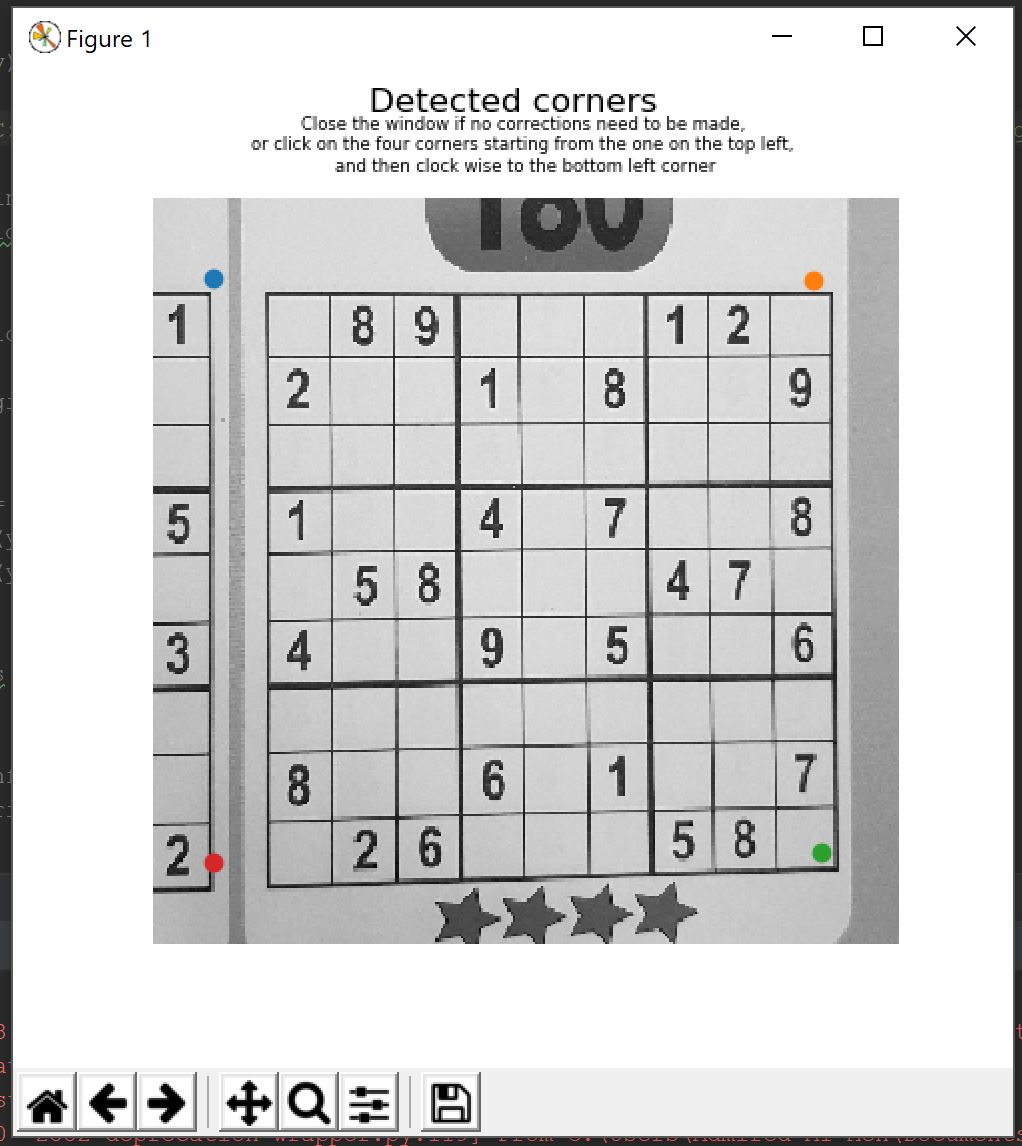 Figure 1
Detected corners
Close the window if no corrections need to be made,
or click on the four corners starting from the one on the top left,
and then clock wise to the bottom left corner
1 8 9 1 2
2 1 8 9
5 1 4 7 8
5 8 4 7
3 4 9 5 6
8 6 1 7
2 2 6 5 8